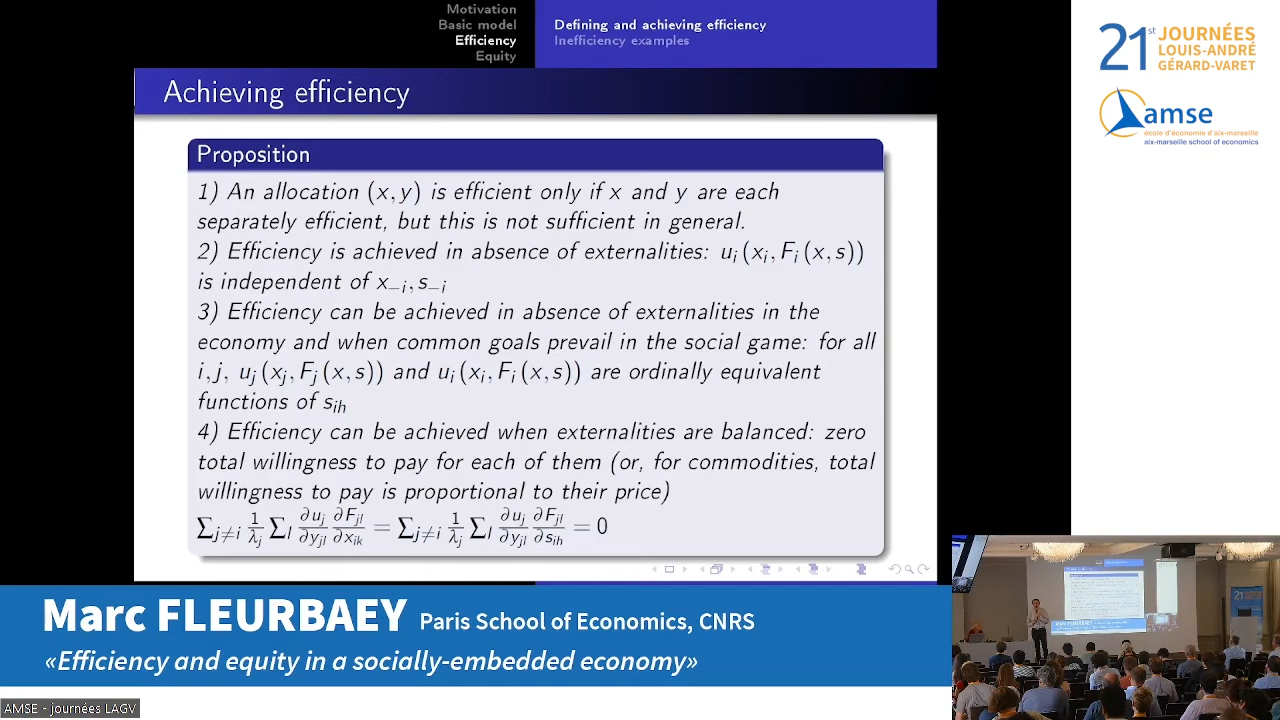 Motivation
Basic model
Efficiency
Equity
Defining and achieving efficiency
Inefficiency examples
Achieving efficiency
Proposition
1) An allocation (x, y) is efficient only if x and y are each
separately efficient, but this is not sufficient in general.
2) Efficiency is achieved in absence of externalities: u_i (x_i, F_i (x, s))
is independent of x_{−i}, s_{−i}
3) Efficiency can be achieved in absence of externalities in the
economy and when common goals prevail in the social game: for all
i, j, u_j (x_j, F_j (x, s)) and u_i (x_i, F_i (x, s)) are ordinally equivalent
functions of s_{ih}
4) Efficiency can be achieved when externalities are balanced: zero
total willingness to pay for each of them (or, for commodities, total
willingness to pay is proportional to their price)
∑_{j≠i} 1/λ_j ∑_l ∂u_j/∂y_{jl} ∂F_{jl}/∂x_{ik} = ∑_{j≠i} 1/λ_j ∑_l ∂u_j/∂y_{jl} ∂F_{jl}/∂s_{ih} = 0
21st JOURNÉES
LOUIS-ANDRÉ
GÉRARD-VARET
amse
école d'économie d'aix-marseille
aix-marseille school of economics
Marc FLEURBAEY Paris School of Economics, CNRS
«Efficiency and equity in a socially-embedded economy»
AMSE - journées LAGV